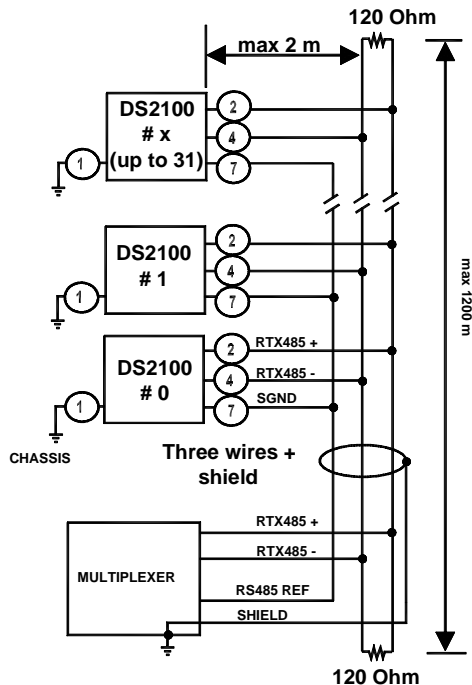 120 Ohm
max 2 m
DS2100
# x
(up to 31)
2
4
7
1
DS2100
# 1
2
4
7
1
DS2100
# 0
2
4
7
1
RTX485 +
RTX485 -
SGND
CHASSIS
Three wires +
shield
max 1200 m
MULTIPLEXER
RTX485 +
RTX485 -
RS485 REF
SHIELD
120 Ohm